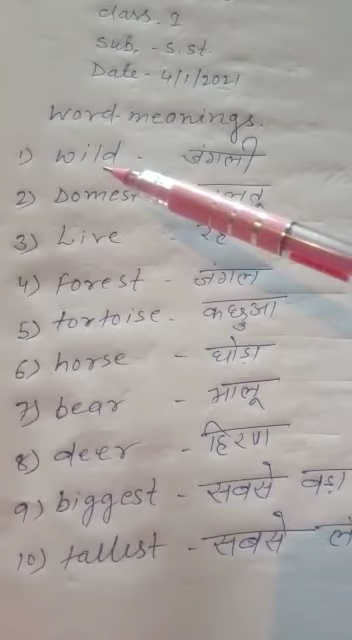 class. 1
Sub. - S.st
Date - 4/1/2021
Word-meanings.
1) wild - जंगली
2) Domest
3) Live -
4) forest - जंगल
5) tortoise - कछुआ
6) horse - घोड़ा
7) bear - भालू
8) deer - हिरण
9) biggest - सबसे बड़ा
10) tallest - सबसे लं